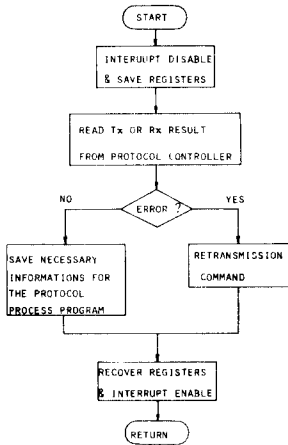 START
INTERUUPT DISABLE
& SAVE REGISTERS
READ Tx OR Rx RESULT
FROM PROTOCOL CONTROLLER
ERROR ?
NO
YES
SAVE NECESSARY
INFORMATIONS FOR
THE PROTOCOL
PROCESS PROGRAM
RETRANSMISSION
COMMAND
RECOVER REGISTERS
& INTERRUPT ENABLE
RETURN